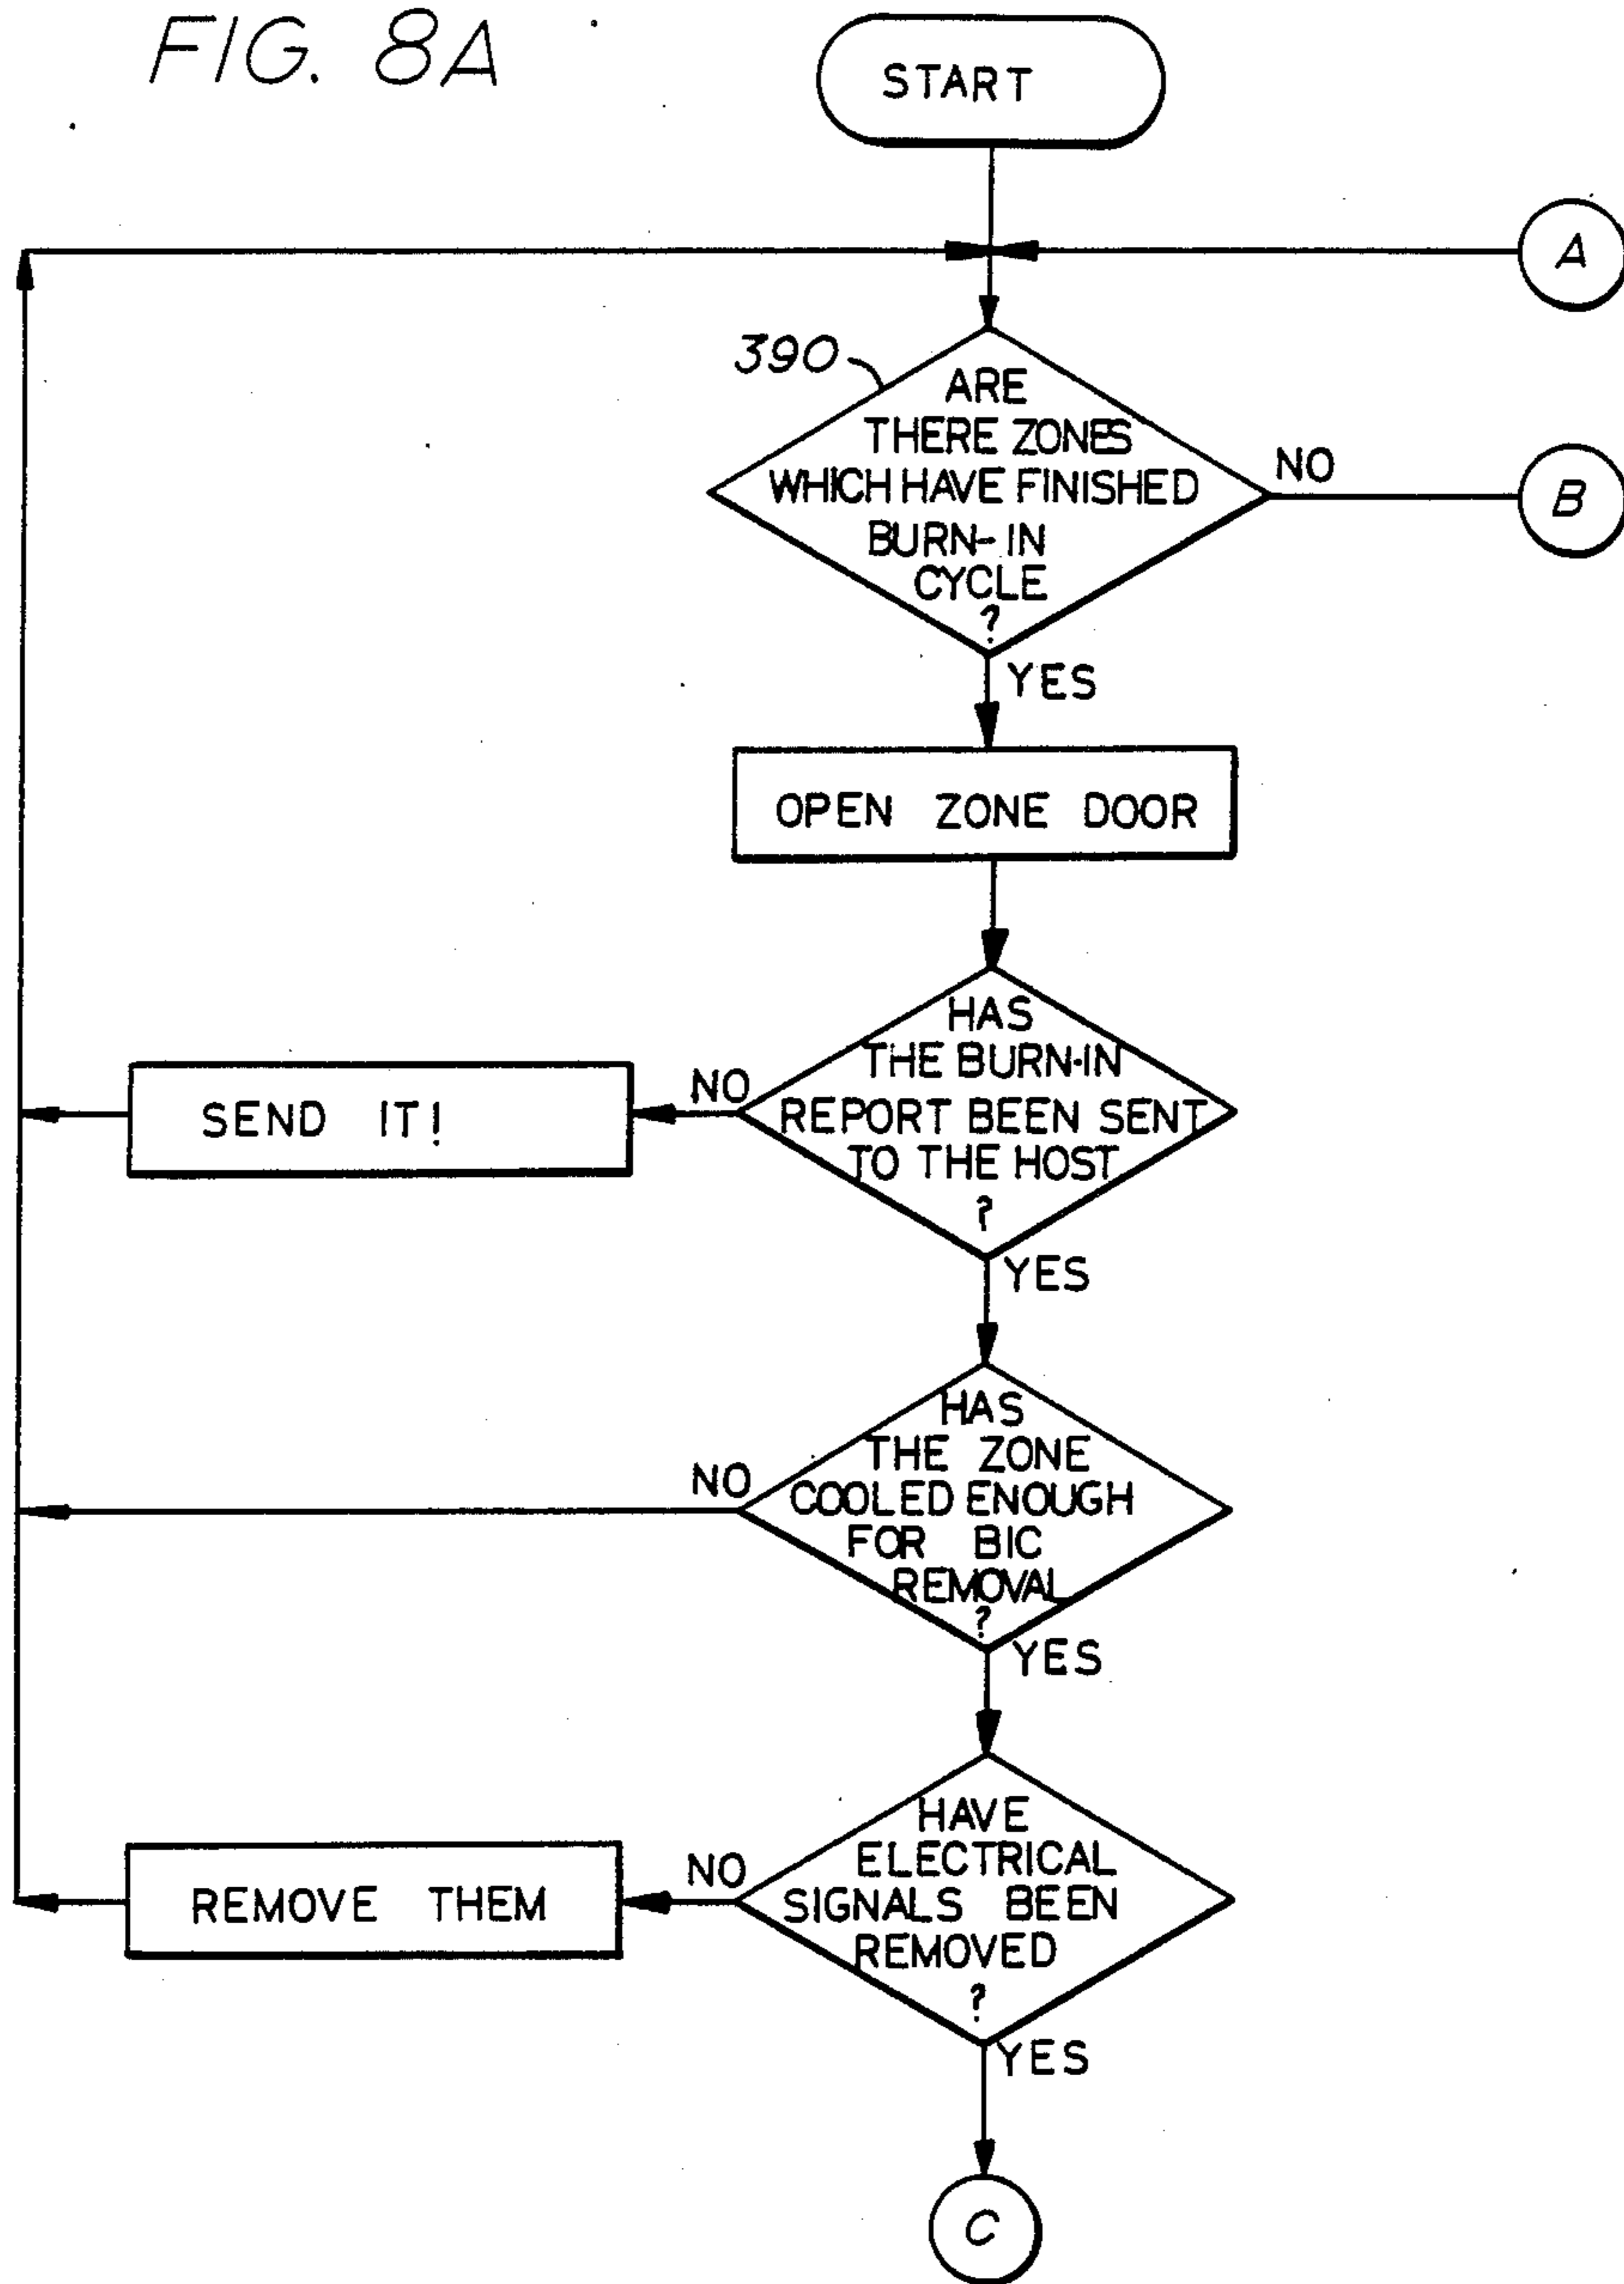 FIG. 8A
START
A
390
ARE
THERE ZONES
WHICH HAVE FINISHED
BURN-IN
CYCLE
?
NO
B
YES
OPEN ZONE DOOR
HAS
THE BURN-IN
REPORT BEEN SENT
TO THE HOST
?
NO
SEND IT!
YES
HAS
THE ZONE
COOLED ENOUGH
FOR BIC
REMOVAL
?
NO
YES
HAVE
ELECTRICAL
SIGNALS BEEN
REMOVED
?
NO
REMOVE THEM
YES
C